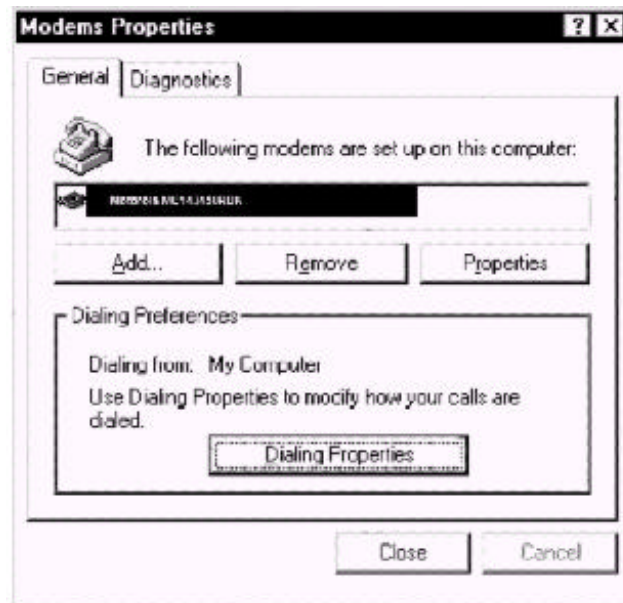 Modems Properties
? X
General
Diagnostics
The following modems are set up on this computer:
Add...
Remove
Properties
Dialing Preferences
Dialing from: My Computer
Use Dialing Properties to modify how your calls are
dialed.
Dialing Properties
Close
Cancel